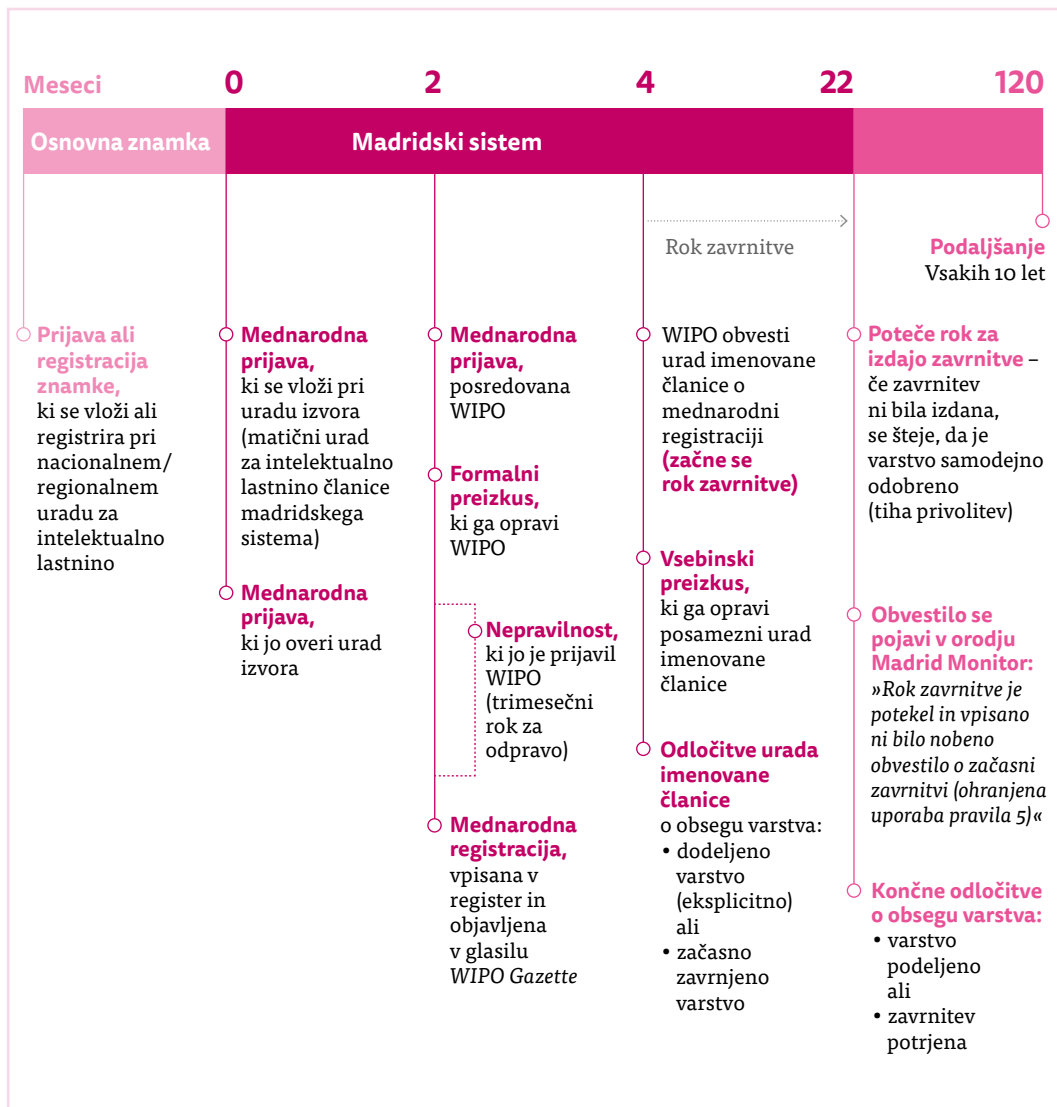 Meseci
0
2
4
22
120
Osnovna znamka
Madridski sistem
Rok zavrnitve
Podaljšanje
Vsakih 10 let
Prijava ali
registracija
znamke,
ki se vloži ali
registrira pri
nacionalnem/
regionalnem
uradu za
intelektualno
lastnino
Mednarodna
prijava,
ki se vloži pri
uradu izvora
(matični urad
za intelektualno
lastnino članice
madridskega
sistema)
Mednarodna
prijava,
ki jo overi urad
izvora
Mednarodna
prijava,
posredovana
WIPO
Formalni
preizkus,
ki ga opravi
WIPO
Nepravilnost,
ki jo je prijavil
WIPO
(trimesečni
rok za
odpravo)
Mednarodna
registracija,
vpisana v
register in
objavljena
v glasilu
WIPO Gazette
WIPO obvesti
urad imenovane
članice o
mednarodni
registraciji
(začne se
rok zavrnitve)
Vsebinski
preizkus,
ki ga opravi
posamezni urad
imenovane
članice
Odločitve urada
imenovane
članice
o obsegu varstva:
• dodeljeno
varstvo
(eksplicitno)
ali
• začasno
zavrnjeno
varstvo
Poteče rok za
izdajo zavrnitve –
če zavrnitev
ni bila izdana,
se šteje, da je
varstvo samodejno
odobreno
(tiha privolitev)
Obvestilo se
pojavi v orodju
Madrid Monitor:
»Rok zavrnitve je
potekel in vpisano
ni bilo nobeno
obvestilo o začasni
zavrnitvi (ohranjena
uporaba pravila 5)«
Končne odločitve
o obsegu varstva:
• varstvo
podeljeno
ali
• zavrnitev
potrjena